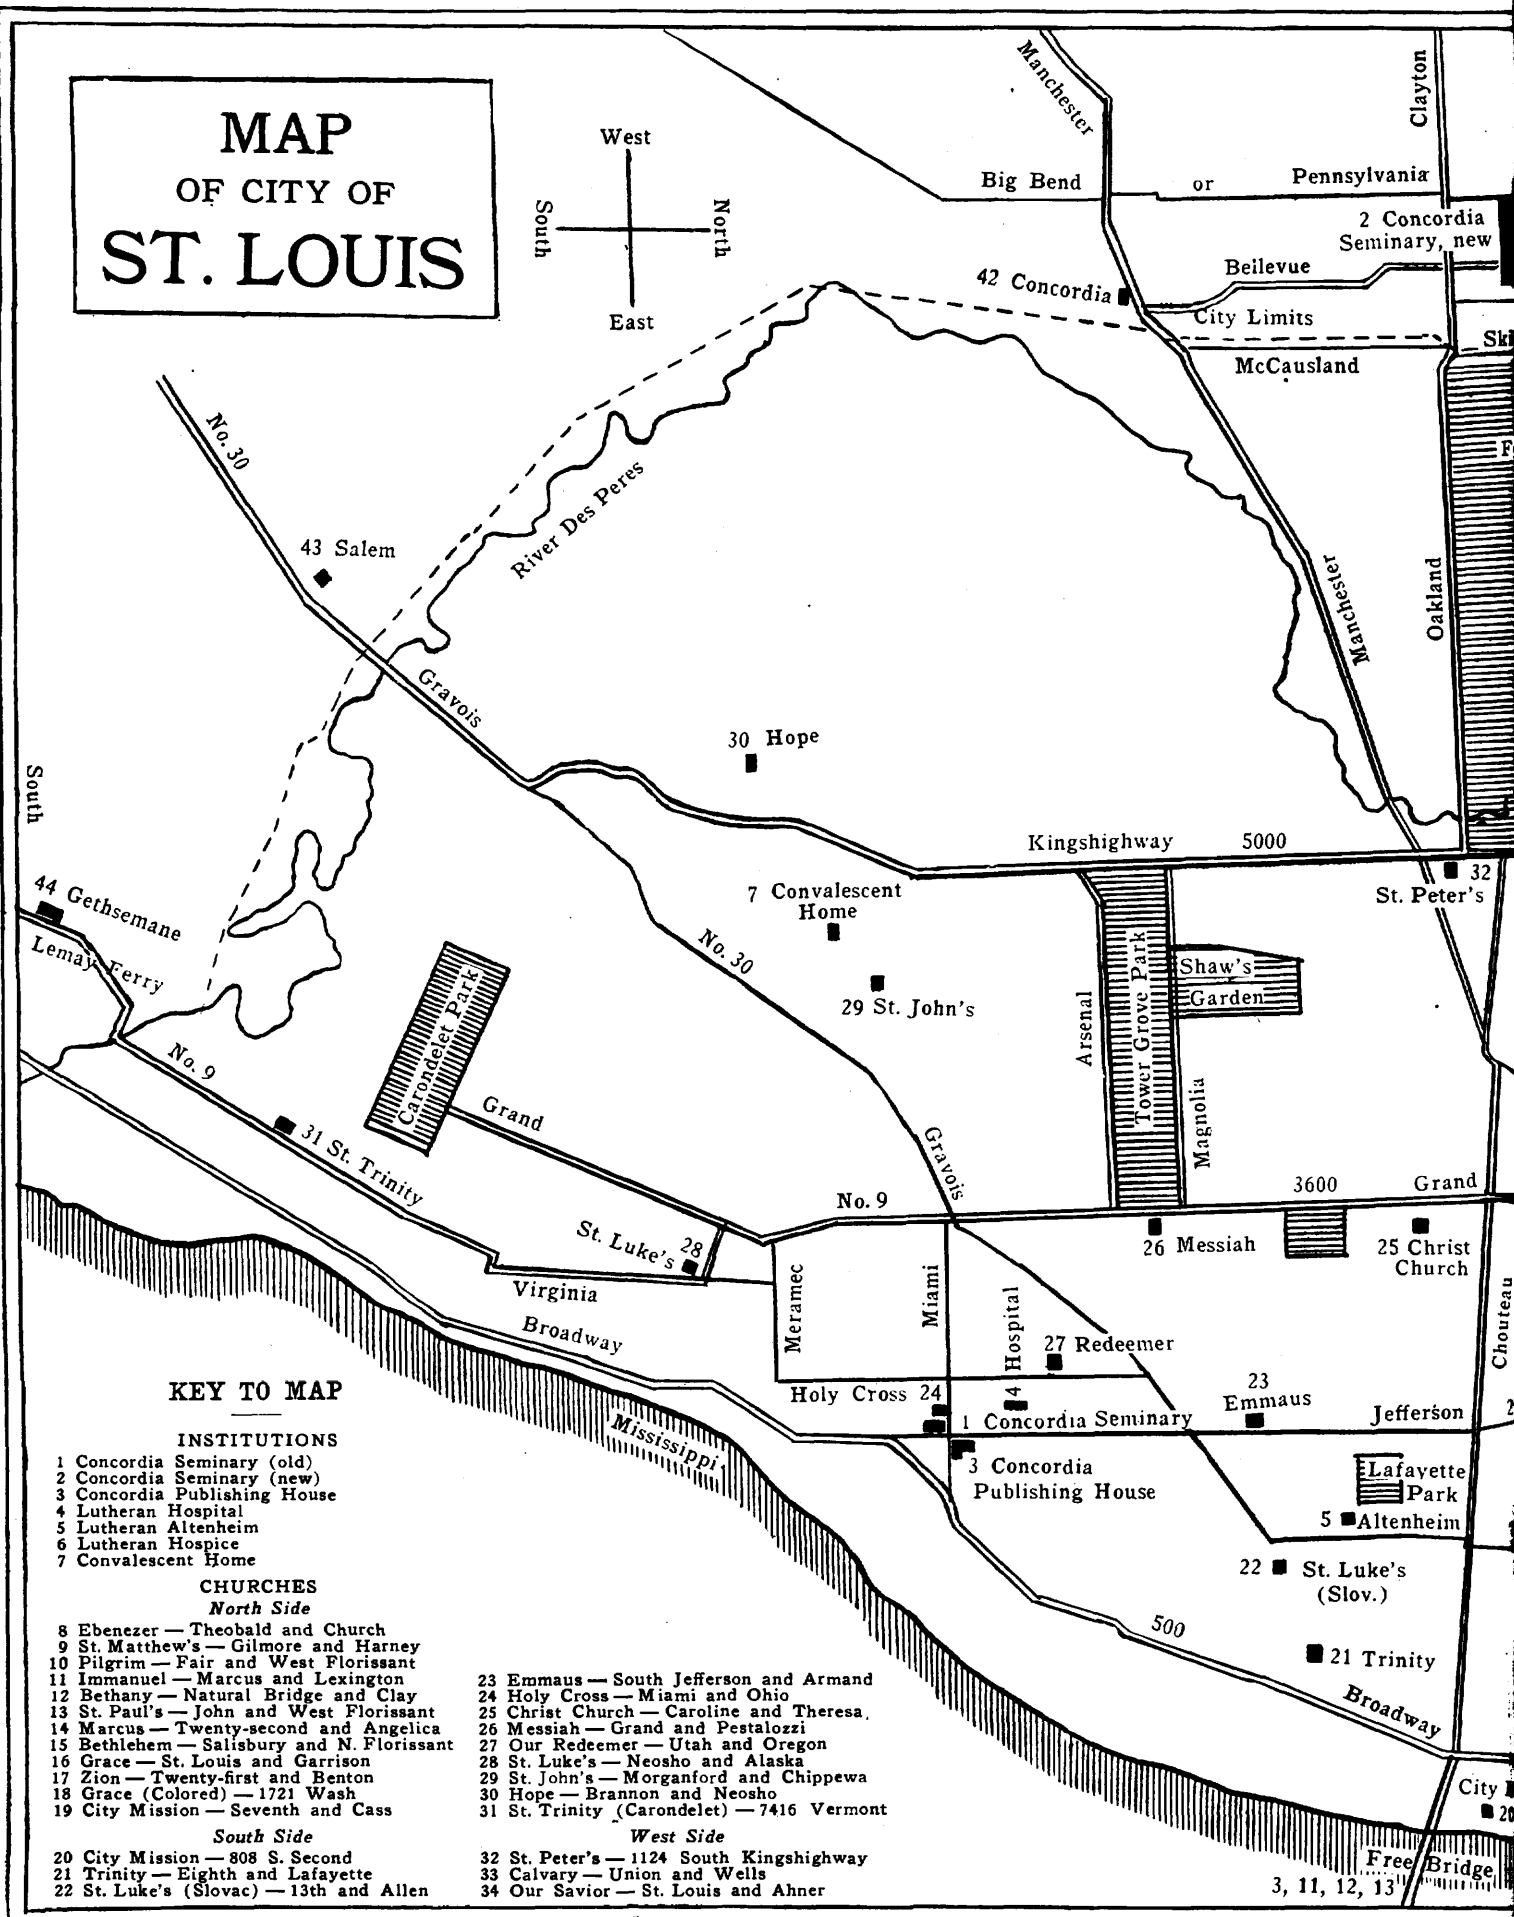 MAP
OF CITY OF
ST. LOUIS
West
South
North
East
Manchester
Clayton
Big Bend or Pennsylvania
2 Concordia
Seminary, new
Bellevue
42 Concordia
City Limits
McCausland
No. 30
43 Salem
River Des Peres
Manchester
Oakland
Gravois
30 Hope
South
Kingshighway 5000
32
St. Peter's
7 Convalescent
Home
44 Gethsemane
Lemay Ferry
No. 30
Carondelet Park
29 St. John's
Arsenal
Tower Grove Park
Shaw's
Garden
Magnolia
No. 9
31 St. Trinity
Grand
Gravois
No. 9
3600
Grand
28
St. Luke's
26 Messiah
25 Christ
Church
Virginia
Meramec
Miami
Hospital
Chouteau
Broadway
27 Redeemer
Holy Cross 24
4
23
Emmaus
1 Concordia Seminary
Jefferson
Mississippi
3 Concordia
Publishing House
Lafayette
Park
5 Altenheim
22 St. Luke's
(Slov.)
500
21 Trinity
Broadway
City
20
Free Bridge
3, 11, 12, 13
KEY TO MAP
INSTITUTIONS
1 Concordia Seminary (old)
2 Concordia Seminary (new)
3 Concordia Publishing House
4 Lutheran Hospital
5 Lutheran Altenheim
6 Lutheran Hospice
7 Convalescent Home
CHURCHES
North Side
8 Ebenezer — Theobald and Church
9 St. Matthew's — Gilmore and Harney
10 Pilgrim — Fair and West Florissant
11 Immanuel — Marcus and Lexington
12 Bethany — Natural Bridge and Clay
13 St. Paul's — John and West Florissant
14 Marcus — Twenty-second and Angelica
15 Bethlehem — Salisbury and N. Florissant
16 Grace — St. Louis and Garrison
17 Zion — Twenty-first and Benton
18 Grace (Colored) — 1721 Wash
19 City Mission — Seventh and Cass
South Side
20 City Mission — 808 S. Second
21 Trinity — Eighth and Lafayette
22 St. Luke's (Slovac) — 13th and Allen
23 Emmaus — South Jefferson and Armand
24 Holy Cross — Miami and Ohio
25 Christ Church — Caroline and Theresa
26 Messiah — Grand and Pestalozzi
27 Our Redeemer — Utah and Oregon
28 St. Luke's — Neosho and Alaska
29 St. John's — Morganford and Chippewa
30 Hope — Brannon and Neosho
31 St. Trinity (Carondelet) — 7416 Vermont
West Side
32 St. Peter's — 1124 South Kingshighway
33 Calvary — Union and Wells
34 Our Savior — St. Louis and Ahner